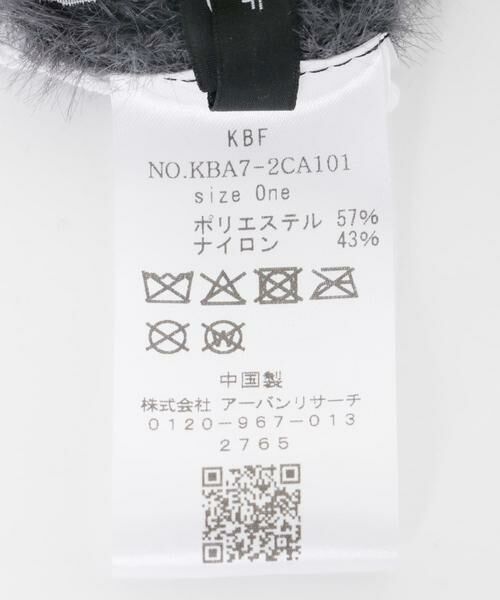 KBF
NO.KBA7-2CA101
size One
ポリエステル 57%
ナイロン 43%
中国製
株式会社 アーバンリサーチ
0120-967-013
2765